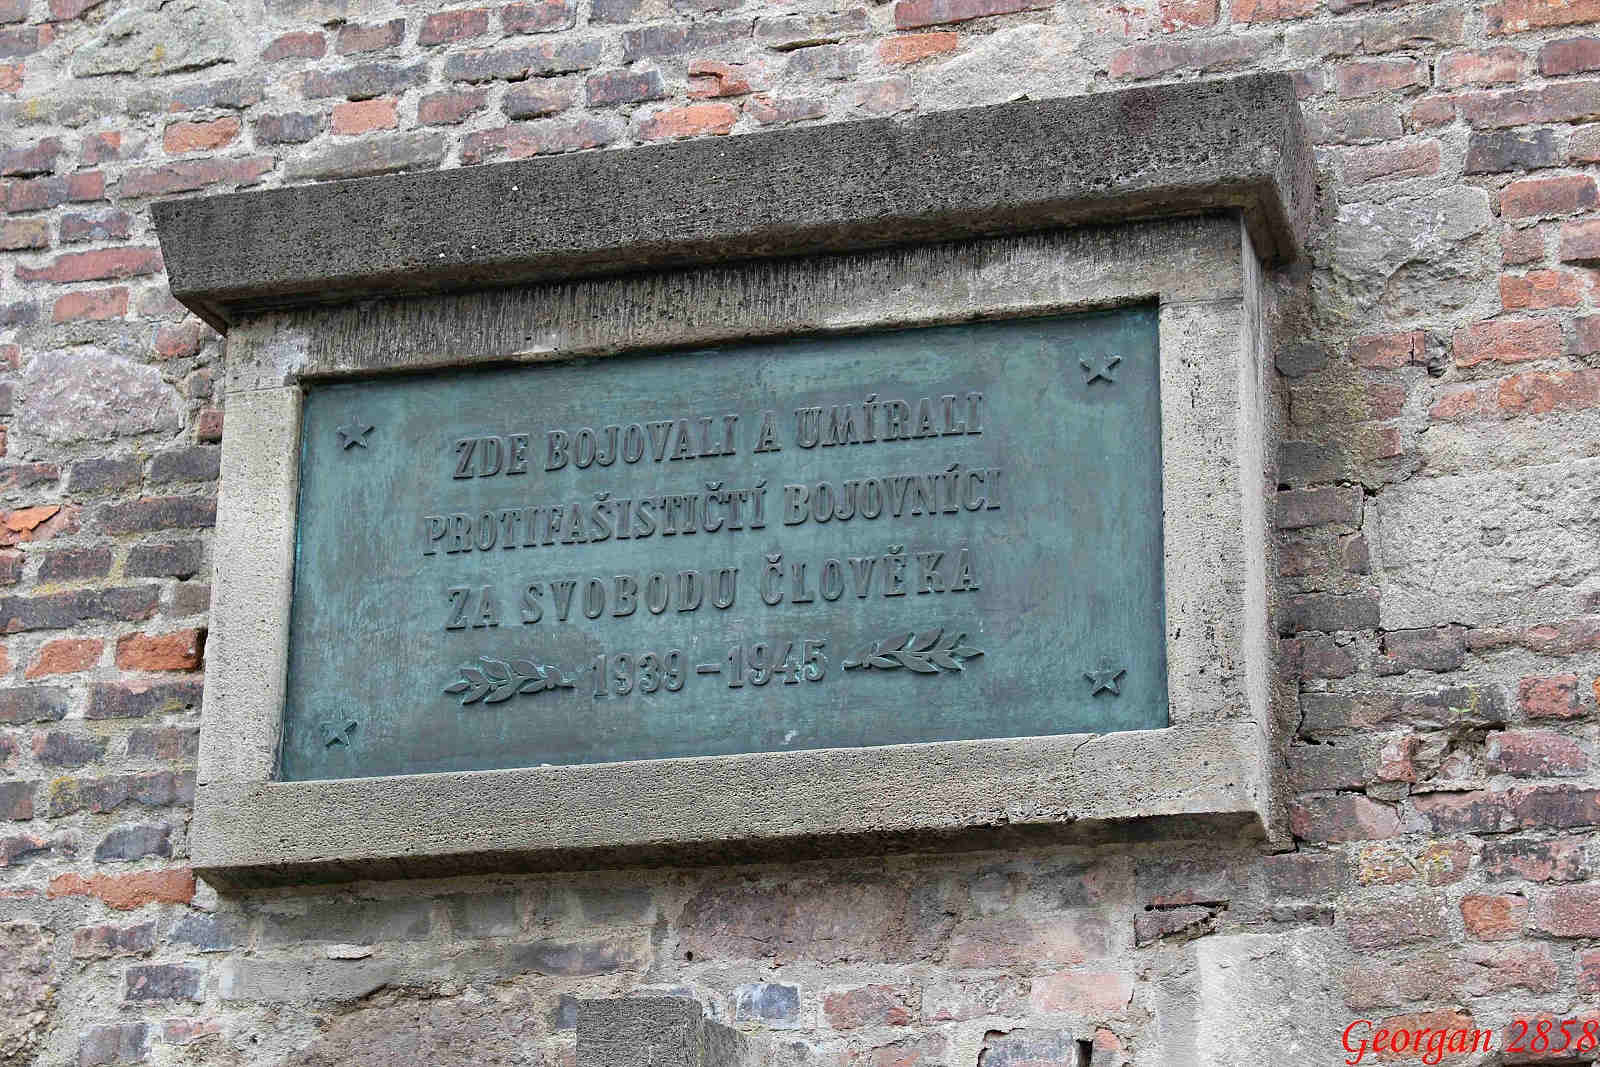 ZDE BOJOVALI A UMÍRALI
PROTIFAŠISTIČTÍ BOJOVNÍCI
ZA SVOBODU ČLOVĚKA
1939-1945
Georgan 2858